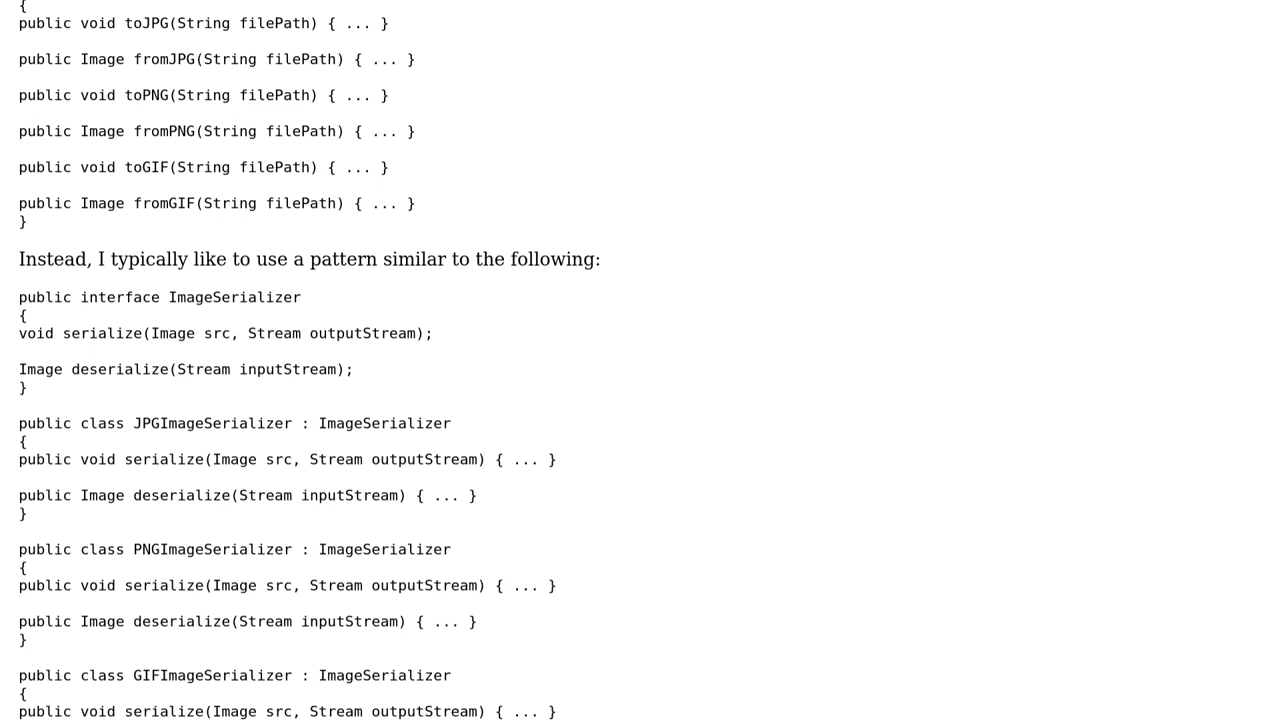 {
public void toJPG(String filePath) { ... }
public Image fromJPG(String filePath) { ... }
public void toPNG(String filePath) { ... }
public Image fromPNG(String filePath) { ... }
public void toGIF(String filePath) { ... }
public Image fromGIF(String filePath) { ... }
}
Instead, I typically like to use a pattern similar to the following:
public interface ImageSerializer
{
void serialize(Image src, Stream outputStream);
Image deserialize(Stream inputStream);
}
public class JPGImageSerializer : ImageSerializer
{
public void serialize(Image src, Stream outputStream) { ... }
public Image deserialize(Stream inputStream) { ... }
}
public class PNGImageSerializer : ImageSerializer
{
public void serialize(Image src, Stream outputStream) { ... }
public Image deserialize(Stream inputStream) { ... }
}
public class GIFImageSerializer : ImageSerializer
{
public void serialize(Image src, Stream outputStream) { ... }